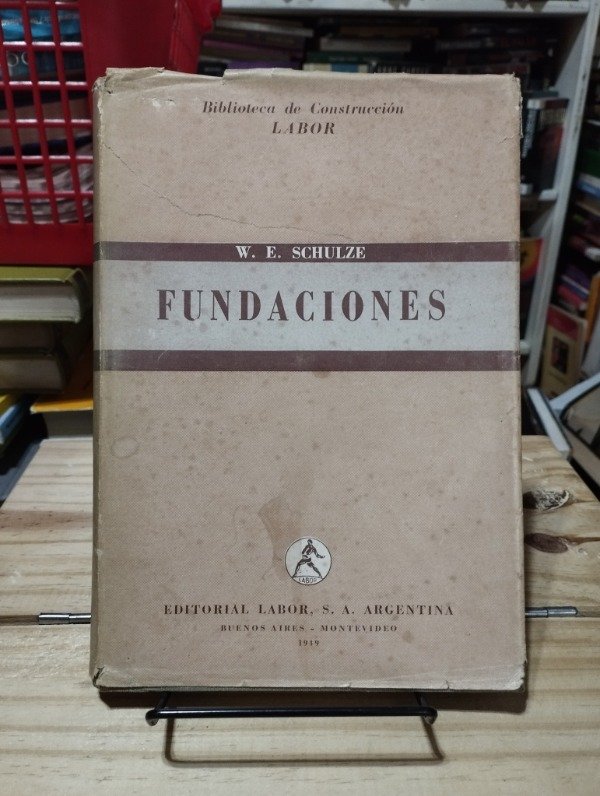 Biblioteca de Construcción
LABOR
W. E. SCHULZE
FUNDACIONES
LABOR
EDITORIAL LABOR, S. A. ARGENTINA
BUENOS AIRES - MONTEVIDEO
1949